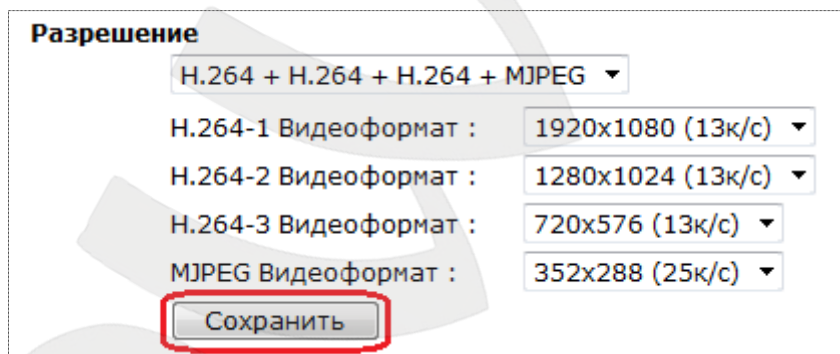 Разрешение
H.264 + H.264 + H.264 + MJPEG
H.264-1 Видеоформат : 1920x1080 (13к/с)
H.264-2 Видеоформат : 1280x1024 (13к/с)
H.264-3 Видеоформат : 720x576 (13к/с)
MJPEG Видеоформат : 352x288 (25к/с)
Сохранить